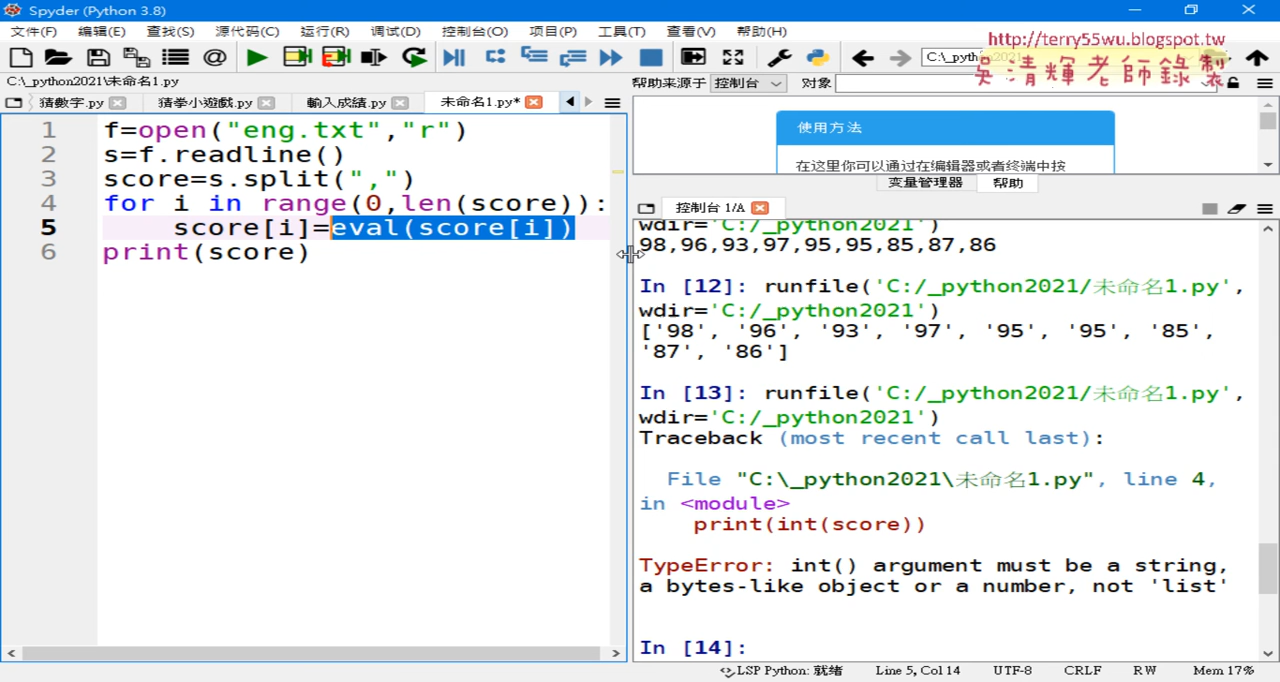 Spyder (Python 3.8)
文件(F) 编辑(E) 查找(S) 源代码(C) 运行(R) 调试(D) 控制台(O) 项目(P) 工具(T) 查看(V) 帮助(H)
http://terry55wu.blogspot.tw
吳清輝老師錄製
C:\_pyth
C:\_python2021\未命名1.py
帮助来源于 控制台 对象
猜數字.py 猜拳小遊戲.py 輸入成績.py 未命名1.py*
1 f=open("eng.txt","r")
2 s=f.readline()
3 score=s.split(",")
4 for i in range(0,len(score)):
5 score[i]=eval(score[i])
6 print(score)
使用方法
在这里你可以通过在编辑器或者终端中按
变量管理器 帮助
控制台 1/A
wdir='C:/_python2021')
98,96,93,97,95,95,85,87,86
In [12]: runfile('C:/_python2021/未命名1.py',
wdir='C:/_python2021')
['98', '96', '93', '97', '95', '95', '85',
'87', '86']
In [13]: runfile('C:/_python2021/未命名1.py',
wdir='C:/_python2021')
Traceback (most recent call last):
File "C:\_python2021\未命名1.py", line 4,
in <module>
print(int(score))
TypeError: int() argument must be a string,
a bytes-like object or a number, not 'list'
In [14]:
LSP Python: 就绪 Line 5, Col 14 UTF-8 CRLF RW Mem 17%